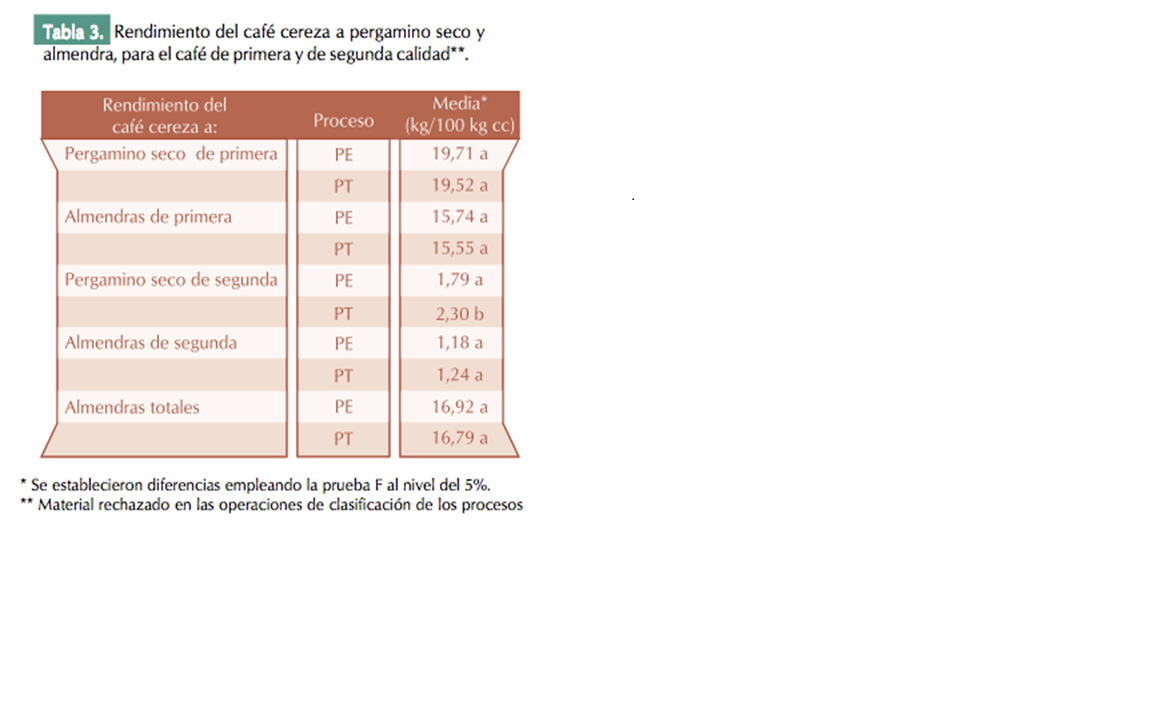 Tabla 3. Rendimiento del café cereza a pergamino seco y
almendra, para el café de primera y de segunda calidad**.
Rendimiento del
café cereza a:
Proceso
Media*
(kg/100 kg cc)
Pergamino seco de primera PE 19,71 a
PT 19,52 a
Almendras de primera PE 15,74 a
PT 15,55 a
Pergamino seco de segunda PE 1,79 a
PT 2,30 b
Almendras de segunda PE 1,18 a
PT 1,24 a
Almendras totales PE 16,92 a
PT 16,79 a
* Se establecieron diferencias empleando la prueba F al nivel del 5%.
** Material rechazado en las operaciones de clasificación de los procesos